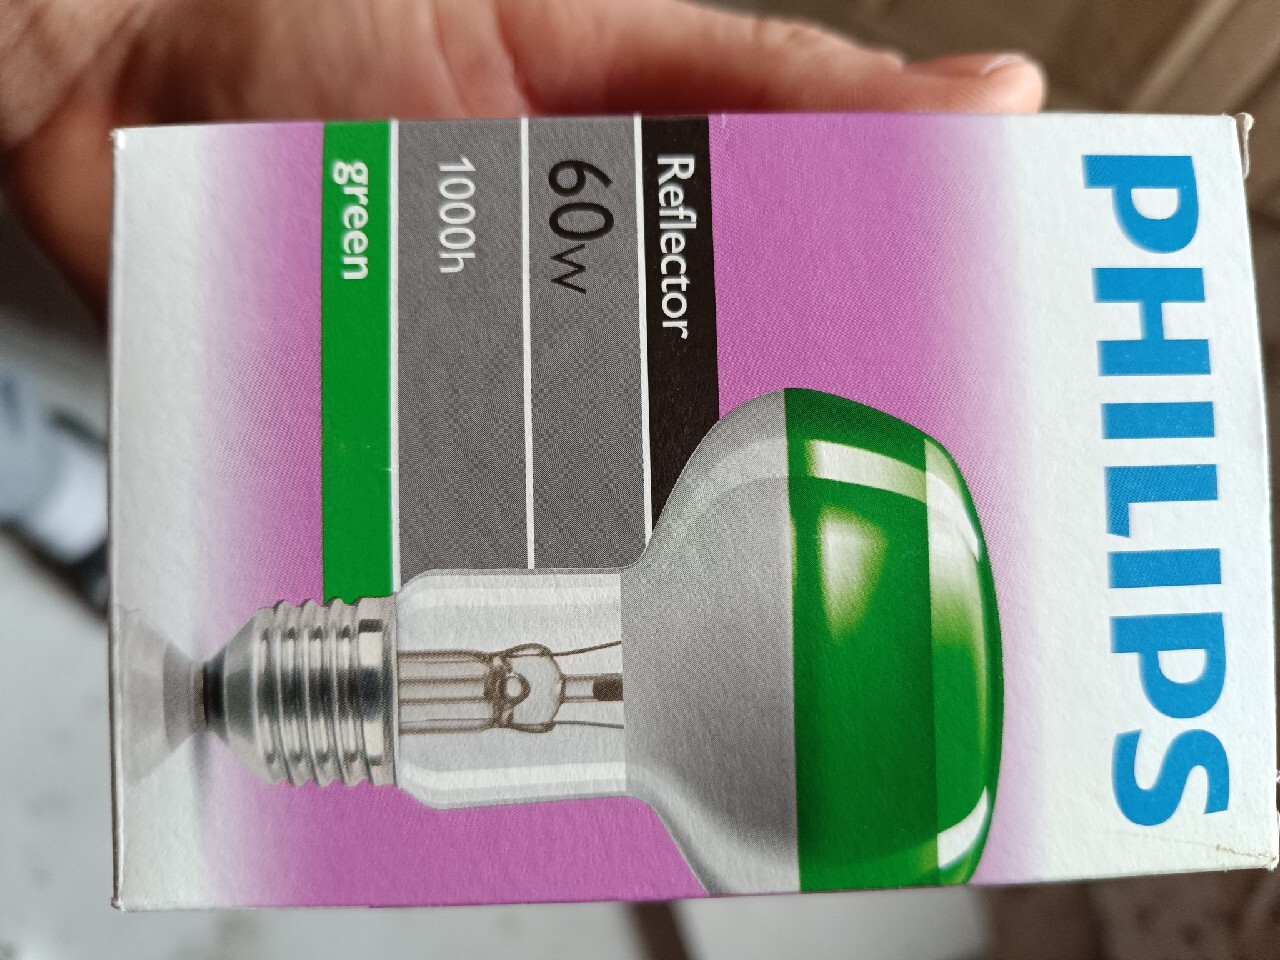 PHILIPS
Reflector
60w
1000h
green